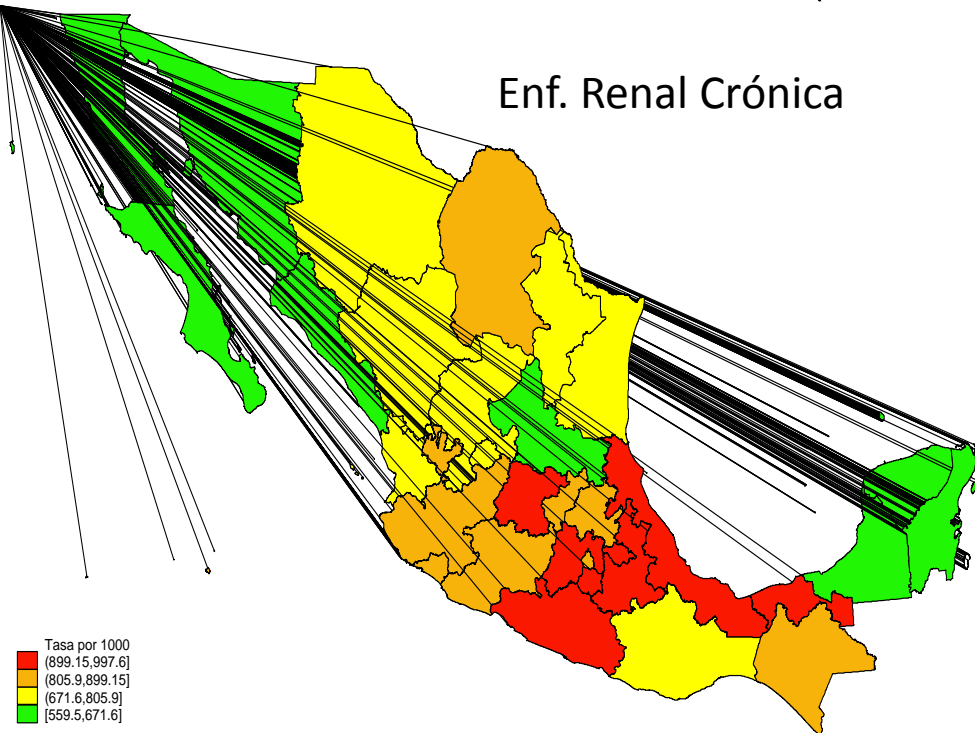 Enf. Renal Crónica
Tasa por 1000
(899.15,997.6]
(805.9,899.15]
(671.6,805.9]
[559.5,671.6]